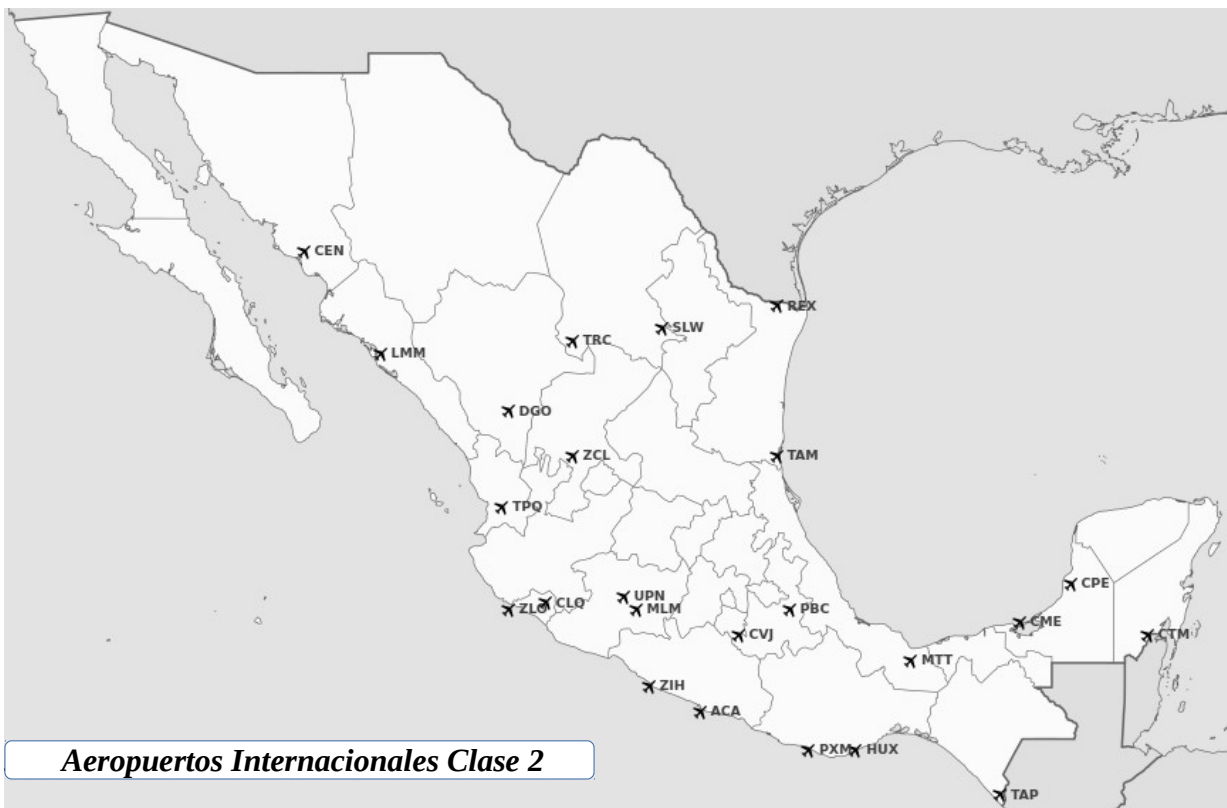 CEN
REX
SLW
TRC
LMM
DGO
TAM
ZCL
TPQ
CPE
UPN
CLQ
ZLO
MLM
PBC
CME
CVJ
CTM
MTT
ZIH
ACA
PXM
HUX
Aeropuertos Internacionales Clase 2
TAP